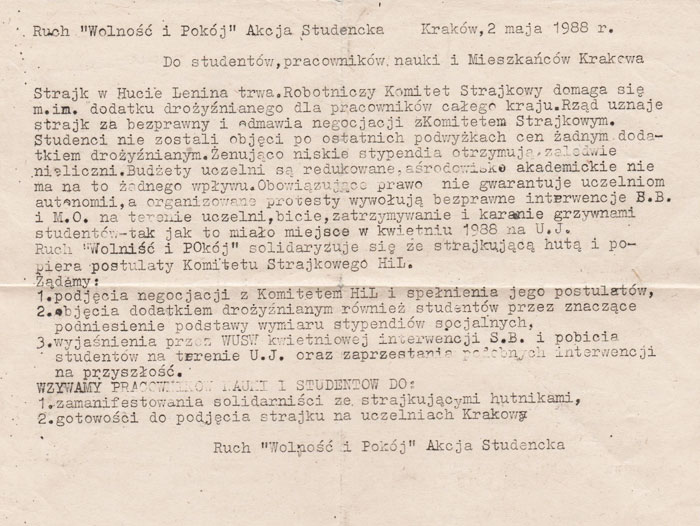 Ruch "Wolność i Pokój" Akcja Studencka Kraków, 2 maja 1988 r.
Do studentów,pracowników nauki i Mieszkańców Krakowa
Strajk w Hucie Lenina trwa.Robotniczy Komitet Strajkowy domaga się
m.in. dodatku drożyźnianego dla pracowników całego kraju.Rząd uznaje
strajk za bezprawny i odmawia negocjacji zKomitetem Strajkowym.
Studenci nie zostali objęci po ostatnich podwyżkach cen żadnym doda-
tkiem drożyźnianym.Żenująco niskie stypendia otrzymują zaledwie
nieliczni.Budżety uczelni są redukowane,aśrodowisko akademickie nie
ma na to żadnego wpływu.Obowiązujące prawo nie gwarantuje uczelniom
autonomii,a organizowane protesty wywołują bezprawne interwencje S.B.
i M.O. na terenie uczelni,bicie,zatrzymywanie i karanie grzywnami
studentów-tak jak to miało miejsce w kwietniu 1988 na U.J.
Ruch "Wolniść i POkój" solidaryzuje się ze strajkującą hutą i po-
piera postulaty Komitetu Strajkowego HiL.
Żądamy:
1.podjęcia negocjacji z Komitetem HiL i spełnienia jego postulatów,
2.objęcia dodatkiem drożyźnianym również studentów przez znaczące
podniesienie podstawy wymiaru stypendiów spcjalnych,
3.wyjaśnienia przez WUSW kwietniowej interwencji S.B. i pobicia
studentów na terenie U.J. oraz zaprzestania podobnych interwencji
na przyszłość.
WZYWAMY PRACOWNIKÓW NAUKI I STUDENTÓW DO:
1.zamanifestowania solidarniści ze strajkującymi hutnikami,
2.gotowości do podjęcia strajku na uczelniach Krakowa
Ruch "Wolność i Pokój" Akcja Studencka